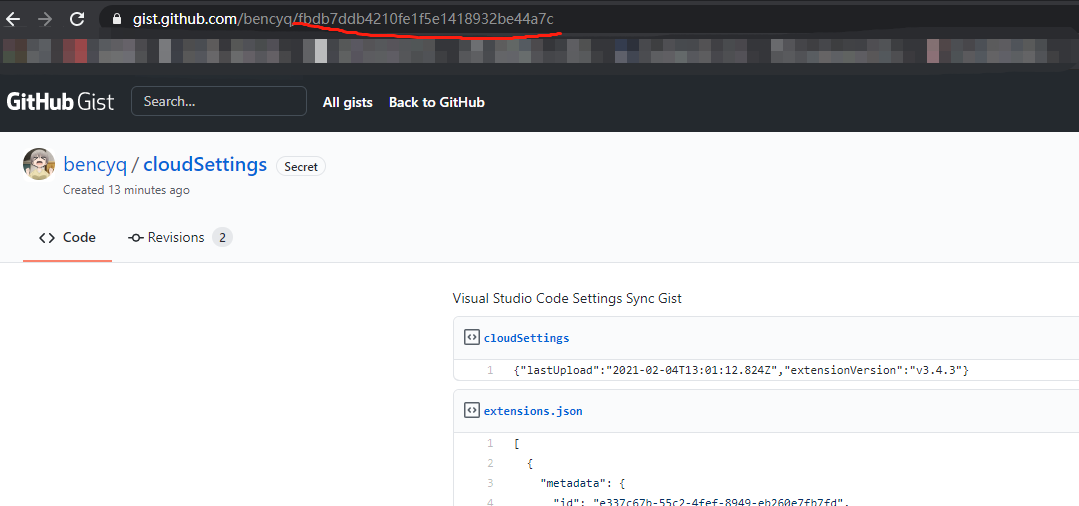 gist.github.com/bencyq/fbdb7ddb4210fe1f5e1418932be44a7c
GitHub Gist Search... All gists Back to GitHub
bencyq / cloudSettings Secret
Created 13 minutes ago
<> Code Revisions 2
Visual Studio Code Settings Sync Gist
cloudSettings
1 {"lastUpload":"2021-02-04T13:01:12.824Z","extensionVersion":"v3.4.3"}
extensions.json
1 [
2 {
3 "metadata": {
4 "id": "e337c67b-55c2-4fef-8949-eb260e7fb7fd",